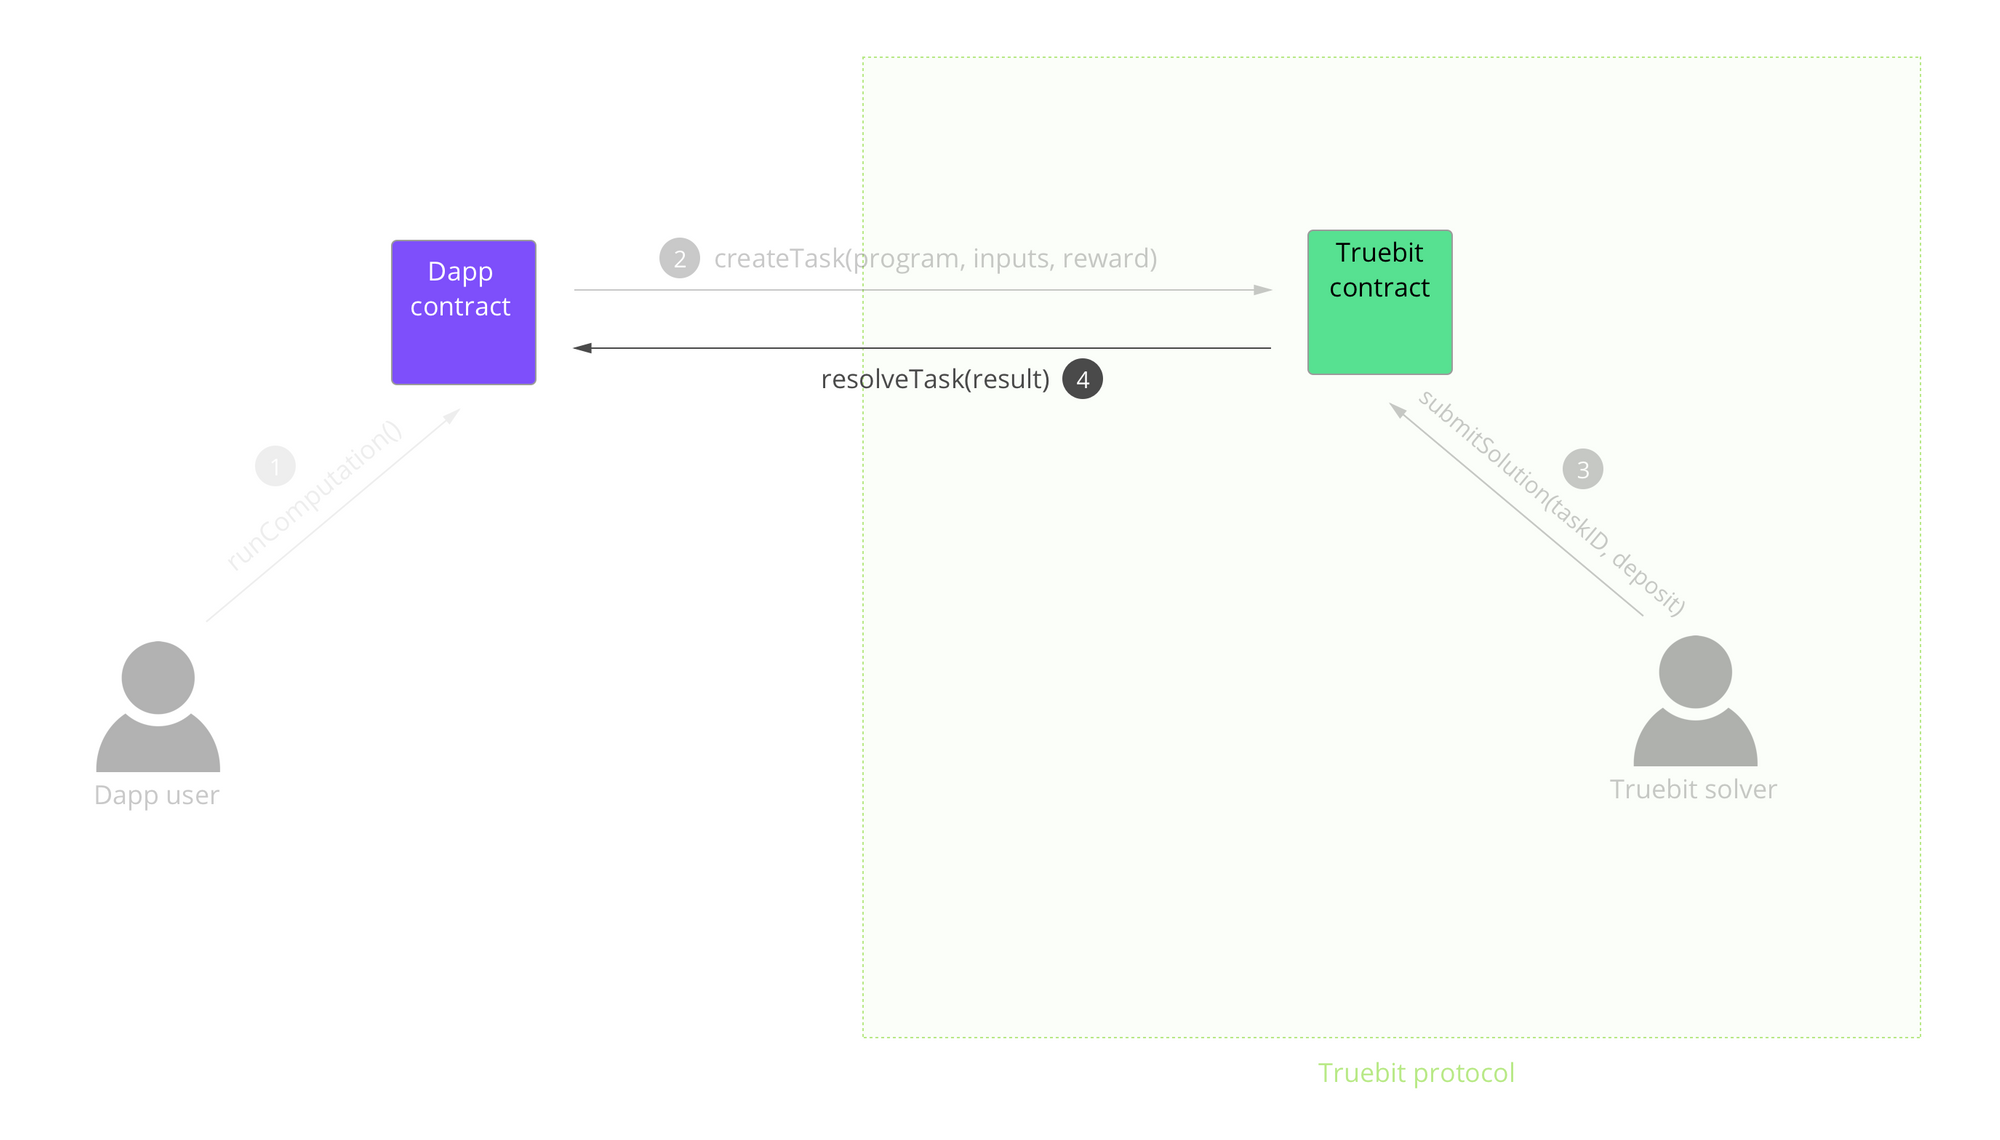 Dapp
contract
2 createTask(program, inputs, reward)
Truebit
contract
resolveTask(result) 4
1
runComputation()
3
submitSolution(taskID, deposit)
Dapp user
Truebit solver
Truebit protocol